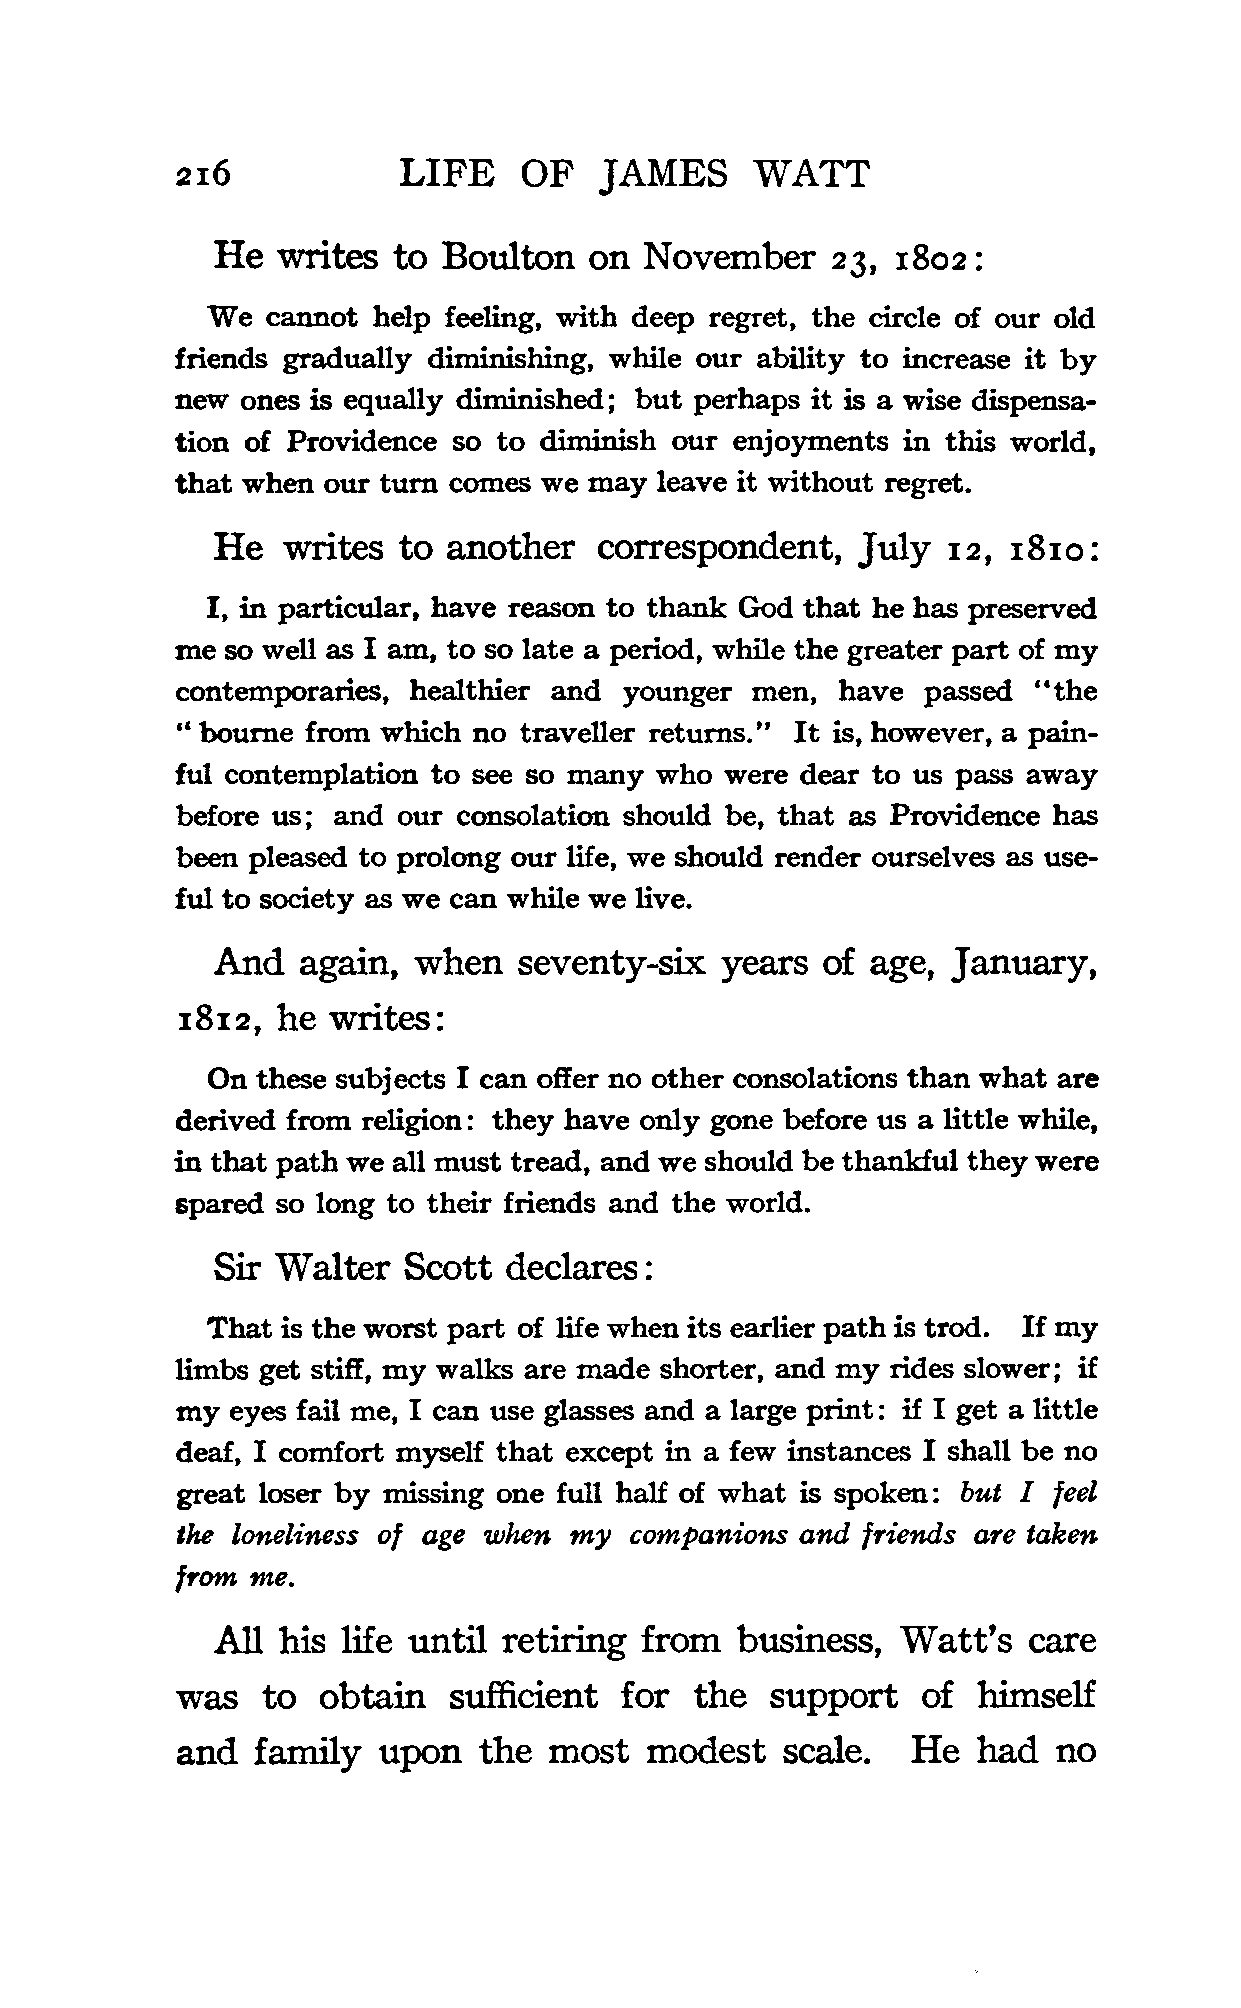 216 LIFE OF JAMES WATT
He writes to Boulton on November 23, 1802:
We cannot help feeling, with deep regret, the circle of our old
friends gradually diminishing, while our ability to increase it by
new ones is equally diminished; but perhaps it is a wise dispensa-
tion of Providence so to diminish our enjoyments in this world,
that when our turn comes we may leave it without regret.
He writes to another correspondent, July 12, 1810:
I, in particular, have reason to thank God that he has preserved
me so well as I am, to so late a period, while the greater part of my
contemporaries, healthier and younger men, have passed "the
"bourne from which no traveller returns." It is, however, a pain-
ful contemplation to see so many who were dear to us pass away
before us; and our consolation should be, that as Providence has
been pleased to prolong our life, we should render ourselves as use-
ful to society as we can while we live.
And again, when seventy-six years of age, January,
1812, he writes:
On these subjects I can offer no other consolations than what are
derived from religion: they have only gone before us a little while,
in that path we all must tread, and we should be thankful they were
spared so long to their friends and the world.
Sir Walter Scott declares:
That is the worst part of life when its earlier path is trod. If my
limbs get stiff, my walks are made shorter, and my rides slower; if
my eyes fail me, I can use glasses and a large print: if I get a little
deaf, I comfort myself that except in a few instances I shall be no
great loser by missing one full half of what is spoken: but I feel
the loneliness of age when my companions and friends are taken
from me.
All his life until retiring from business, Watt's care
was to obtain sufficient for the support of himself
and family upon the most modest scale. He had no